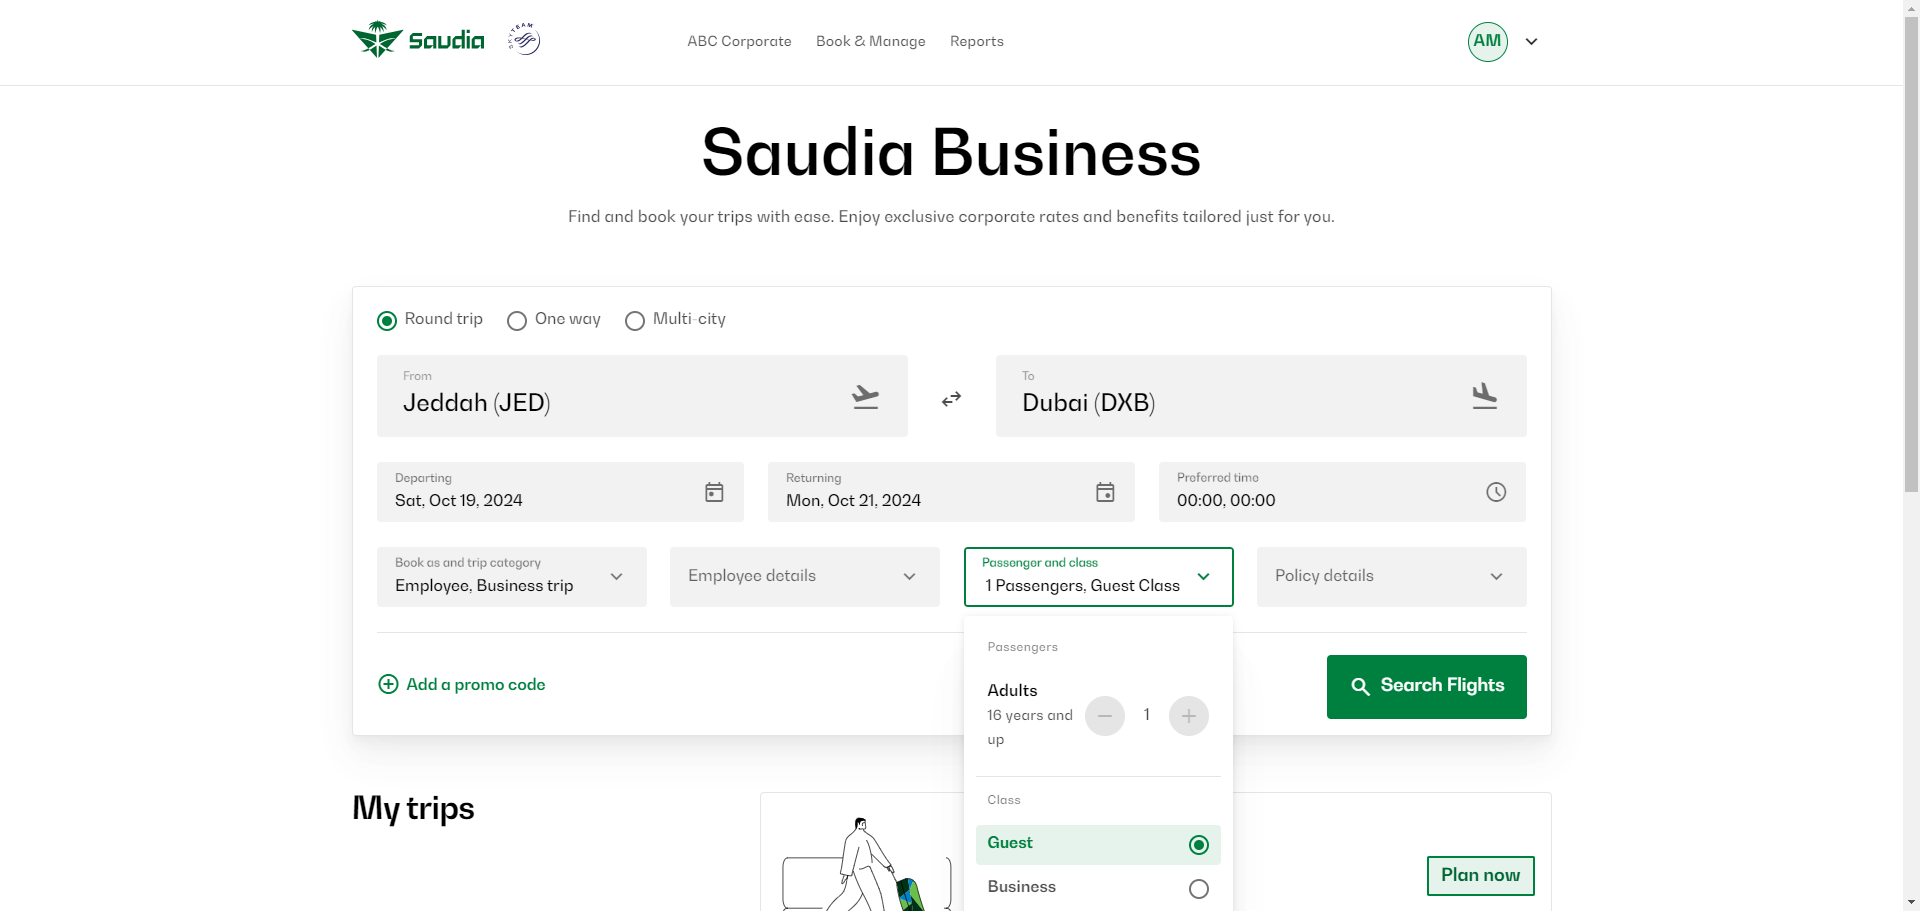 Saudia
SKYTEAM
ABC Corporate
Book & Manage
Reports
AM
Saudia Business
Find and book your trips with ease. Enjoy exclusive corporate rates and benefits tailored just for you.
Round trip
One way
Multi-city
From
Jeddah (JED)
To
Dubai (DXB)
Departing
Sat, Oct 19, 2024
Returning
Mon, Oct 21, 2024
Preferred time
00:00, 00:00
Book as and trip category
Employee, Business trip
Employee details
Passenger and class
1 Passengers, Guest Class
Policy details
Passengers
Adults
16 years and
up
1
Add a promo code
Search Flights
Class
Guest
Business
My trips
Plan now